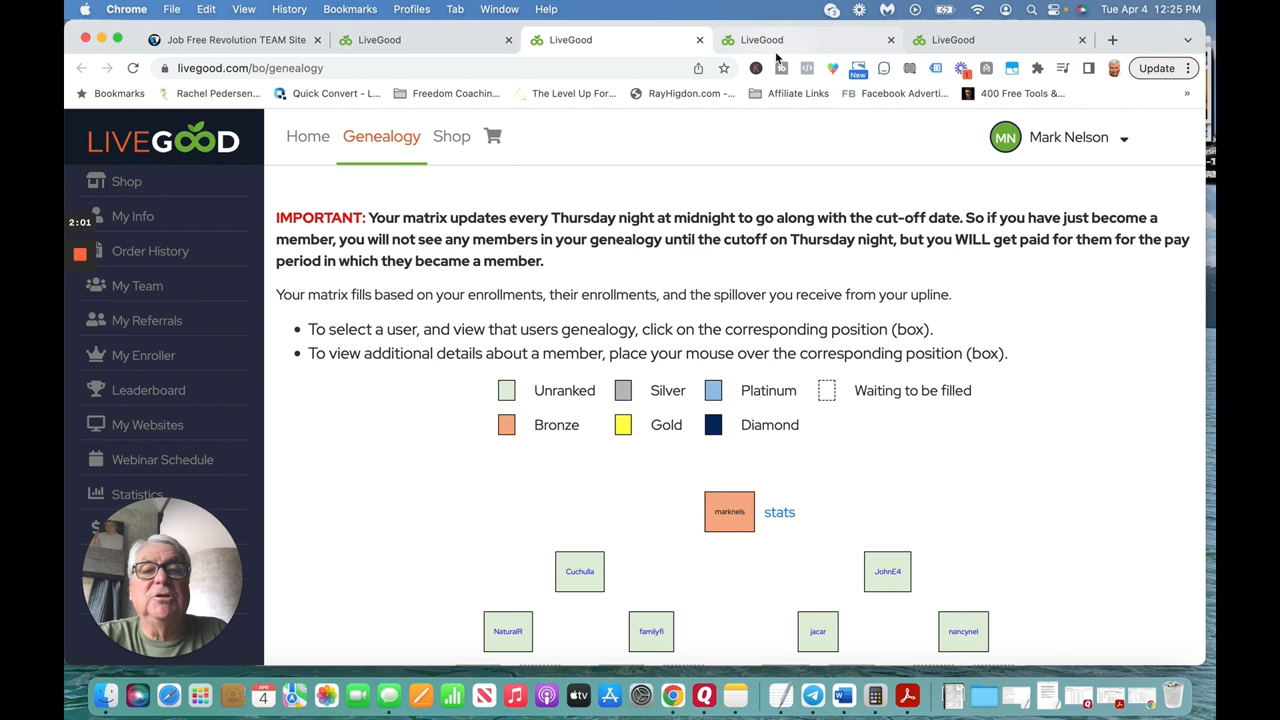 Chrome File Edit View History Bookmarks Profiles Tab Window Help Tue Apr 4 12:25 PM
Job Free Revolution TEAM Site LiveGood LiveGood LiveGood LiveGood
livegood.com/bo/genealogy New 1 Update
Bookmarks Rachel Pedersen... Quick Convert - L... Freedom Coachin... The Level Up For... RayHigdon.com -... Affiliate Links FB Facebook Adverti... 400 Free Tools &... »
LIVEGOOD Home Genealogy Shop MN Mark Nelson
Shop
My Info
2:01
Order History
My Team
My Referrals
My Enroller
Leaderboard
My Websites
Webinar Schedule
Statistics
IMPORTANT: Your matrix updates every Thursday night at midnight to go along with the cut-off date. So if you have just become a
member, you will not see any members in your genealogy until the cutoff on Thursday night, but you WILL get paid for them for the pay
period in which they became a member.
Your matrix fills based on your enrollments, their enrollments, and the spillover you receive from your upline.
• To select a user, and view that users genealogy, click on the corresponding position (box).
• To view additional details about a member, place your mouse over the corresponding position (box).
Unranked Silver Platinum Waiting to be filled
Bronze Gold Diamond
marknels stats
Cuchulla JohnE4
NaturalR familyfi jacar nancynel